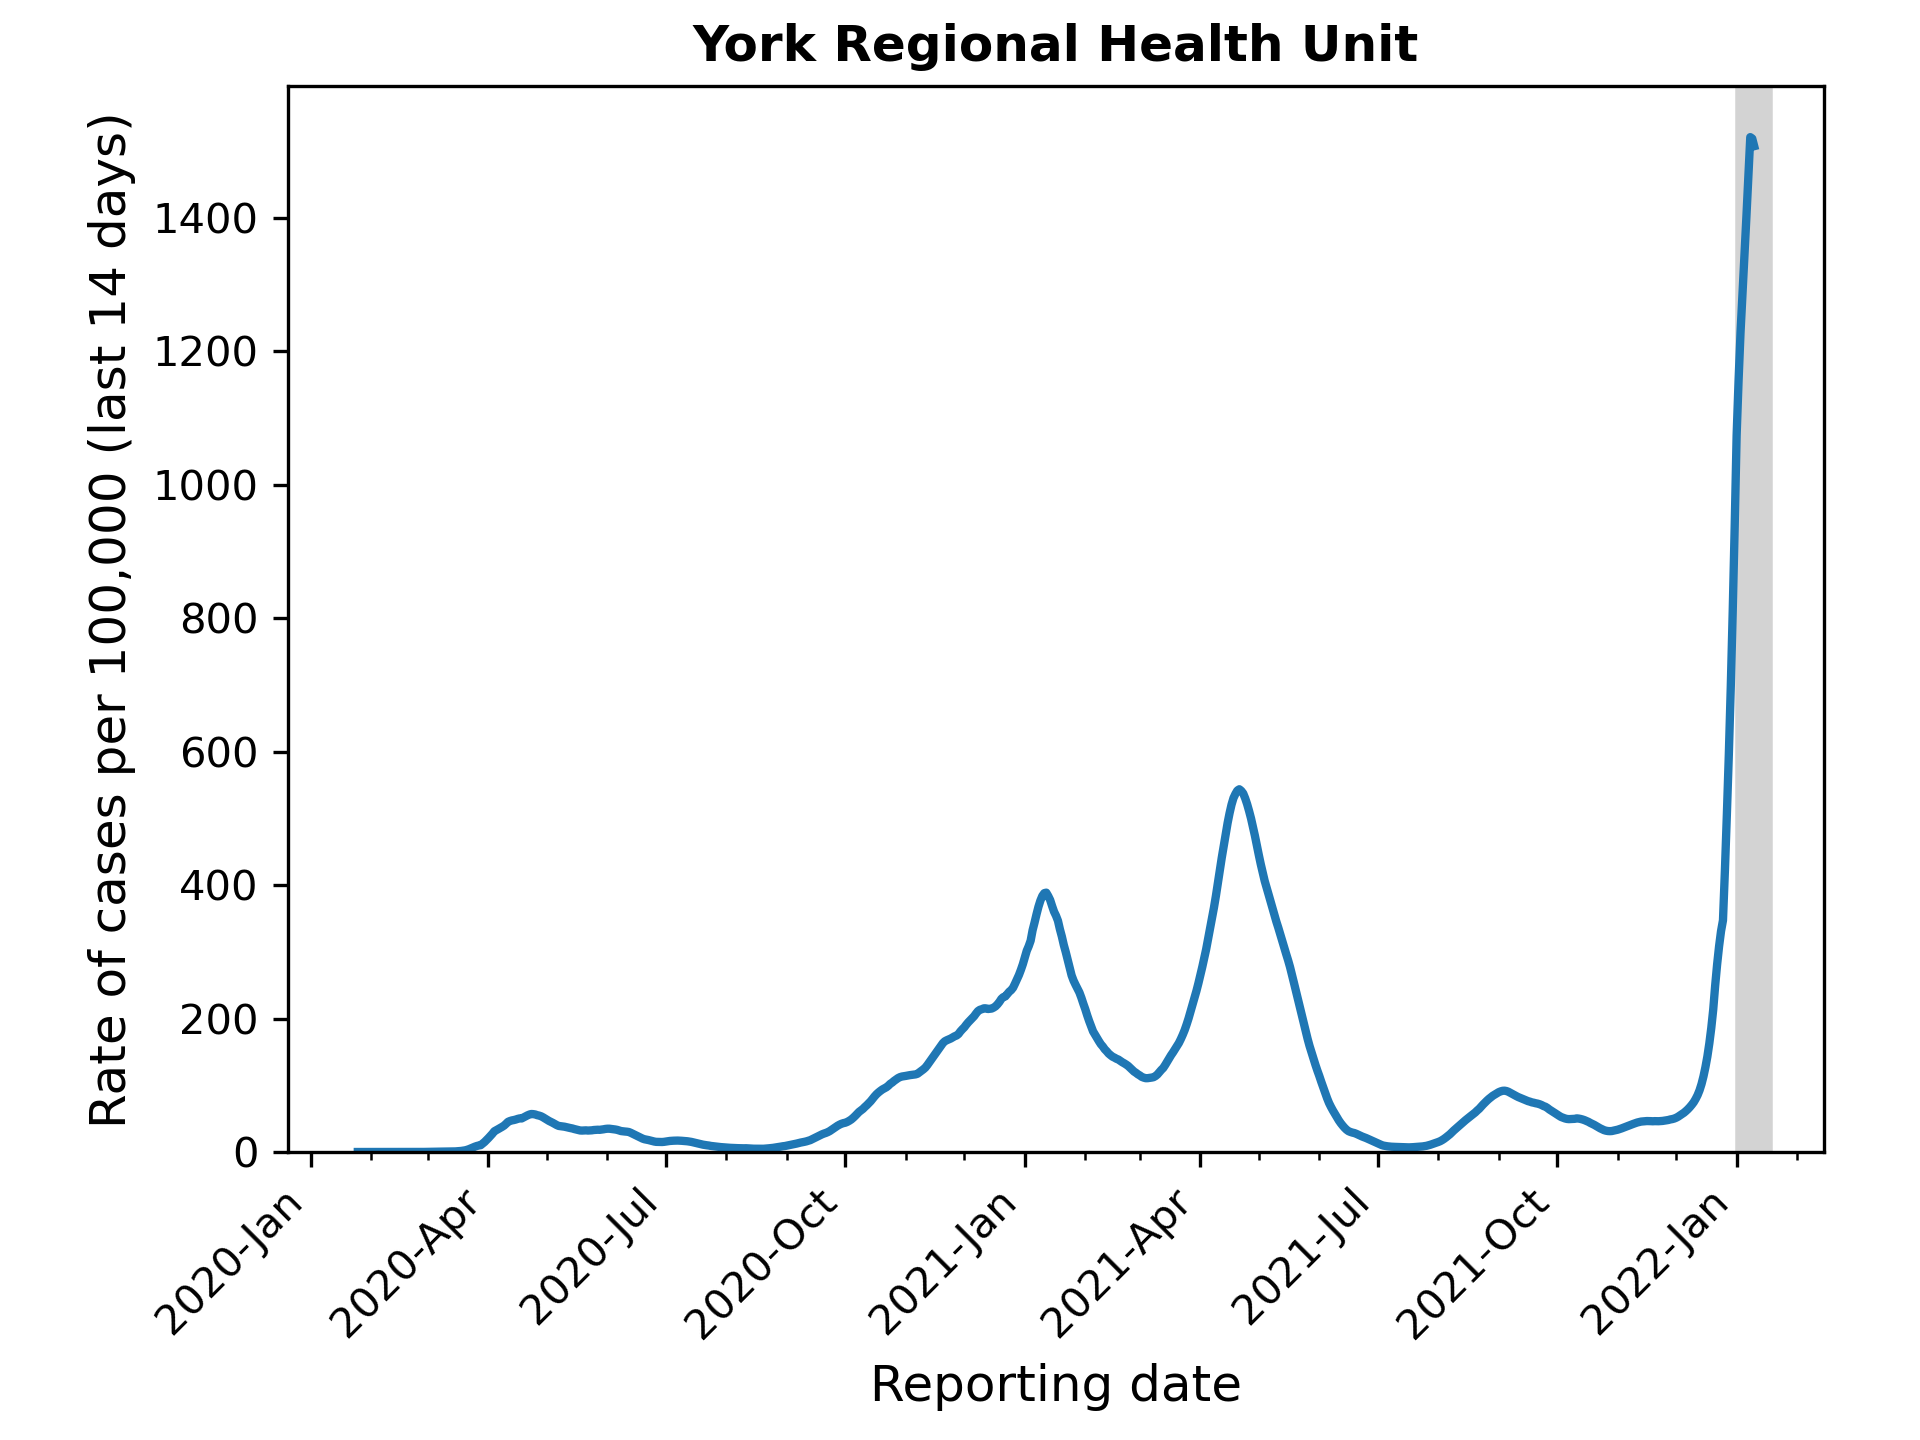 York Regional Health Unit
Rate of cases per 100,000 (last 14 days)
1400
1200
1000
800
600
400
200
0
2020-Jan
2020-Apr
2020-Jul
2020-Oct
2021-Jan
2021-Apr
2021-Jul
2021-Oct
2022-Jan
Reporting date